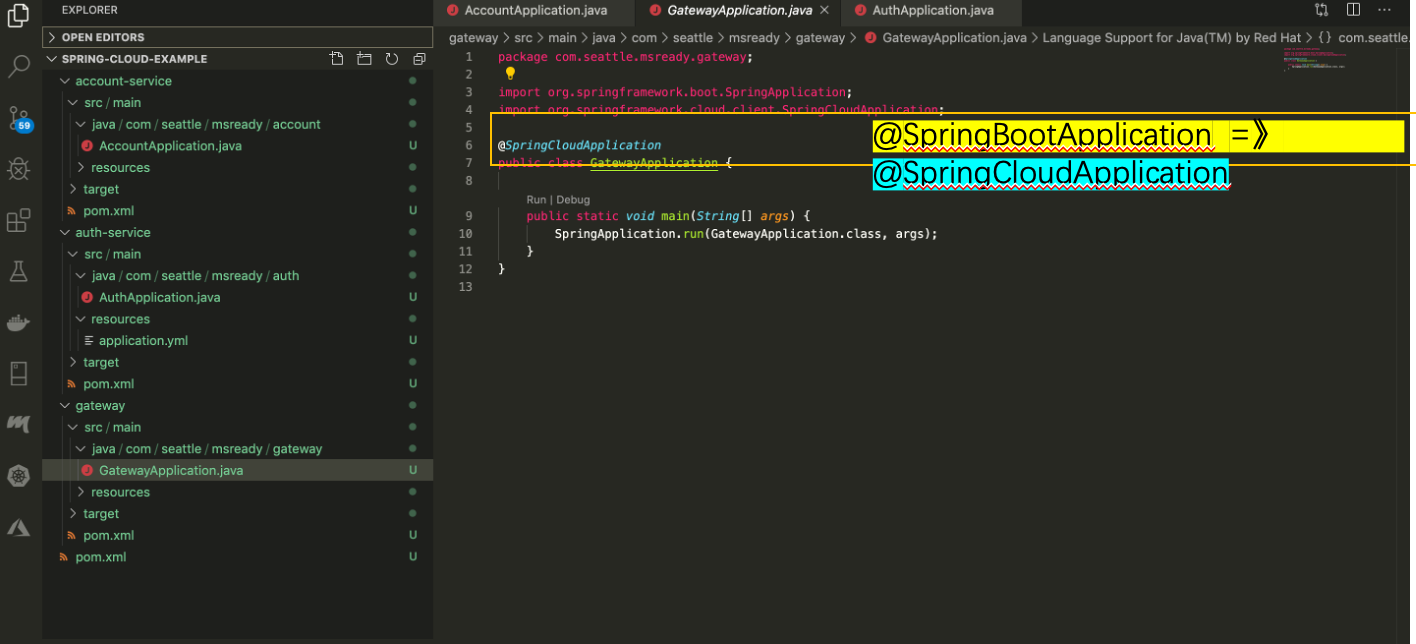 EXPLORER
OPEN EDITORS
SPRING-CLOUD-EXAMPLE
account-service
src / main
java / com / seattle / msready / account
AccountApplication.java U
resources
target
pom.xml U
auth-service
src / main
java / com / seattle / msready / auth
AuthApplication.java U
resources
application.yml U
target
pom.xml U
gateway
src / main
java / com / seattle / msready / gateway
GatewayApplication.java U
resources
target
pom.xml U
pom.xml U
59
AccountApplication.java GatewayApplication.java AuthApplication.java
gateway > src > main > java > com > seattle > msready > gateway > GatewayApplication.java > Language Support for Java(TM) by Red Hat > {} com.seattle.
1 package com.seattle.msready.gateway;
2
3 import org.springframework.boot.SpringApplication;
4 import org.springframework.cloud.client.SpringCloudApplication;
5
6 @SpringCloudApplication
7 public class GatewayApplication {
8
Run | Debug
9 public static void main(String[] args) {
10 SpringApplication.run(GatewayApplication.class, args);
11 }
12 }
13
@SpringBootApplication =》
@SpringCloudApplication